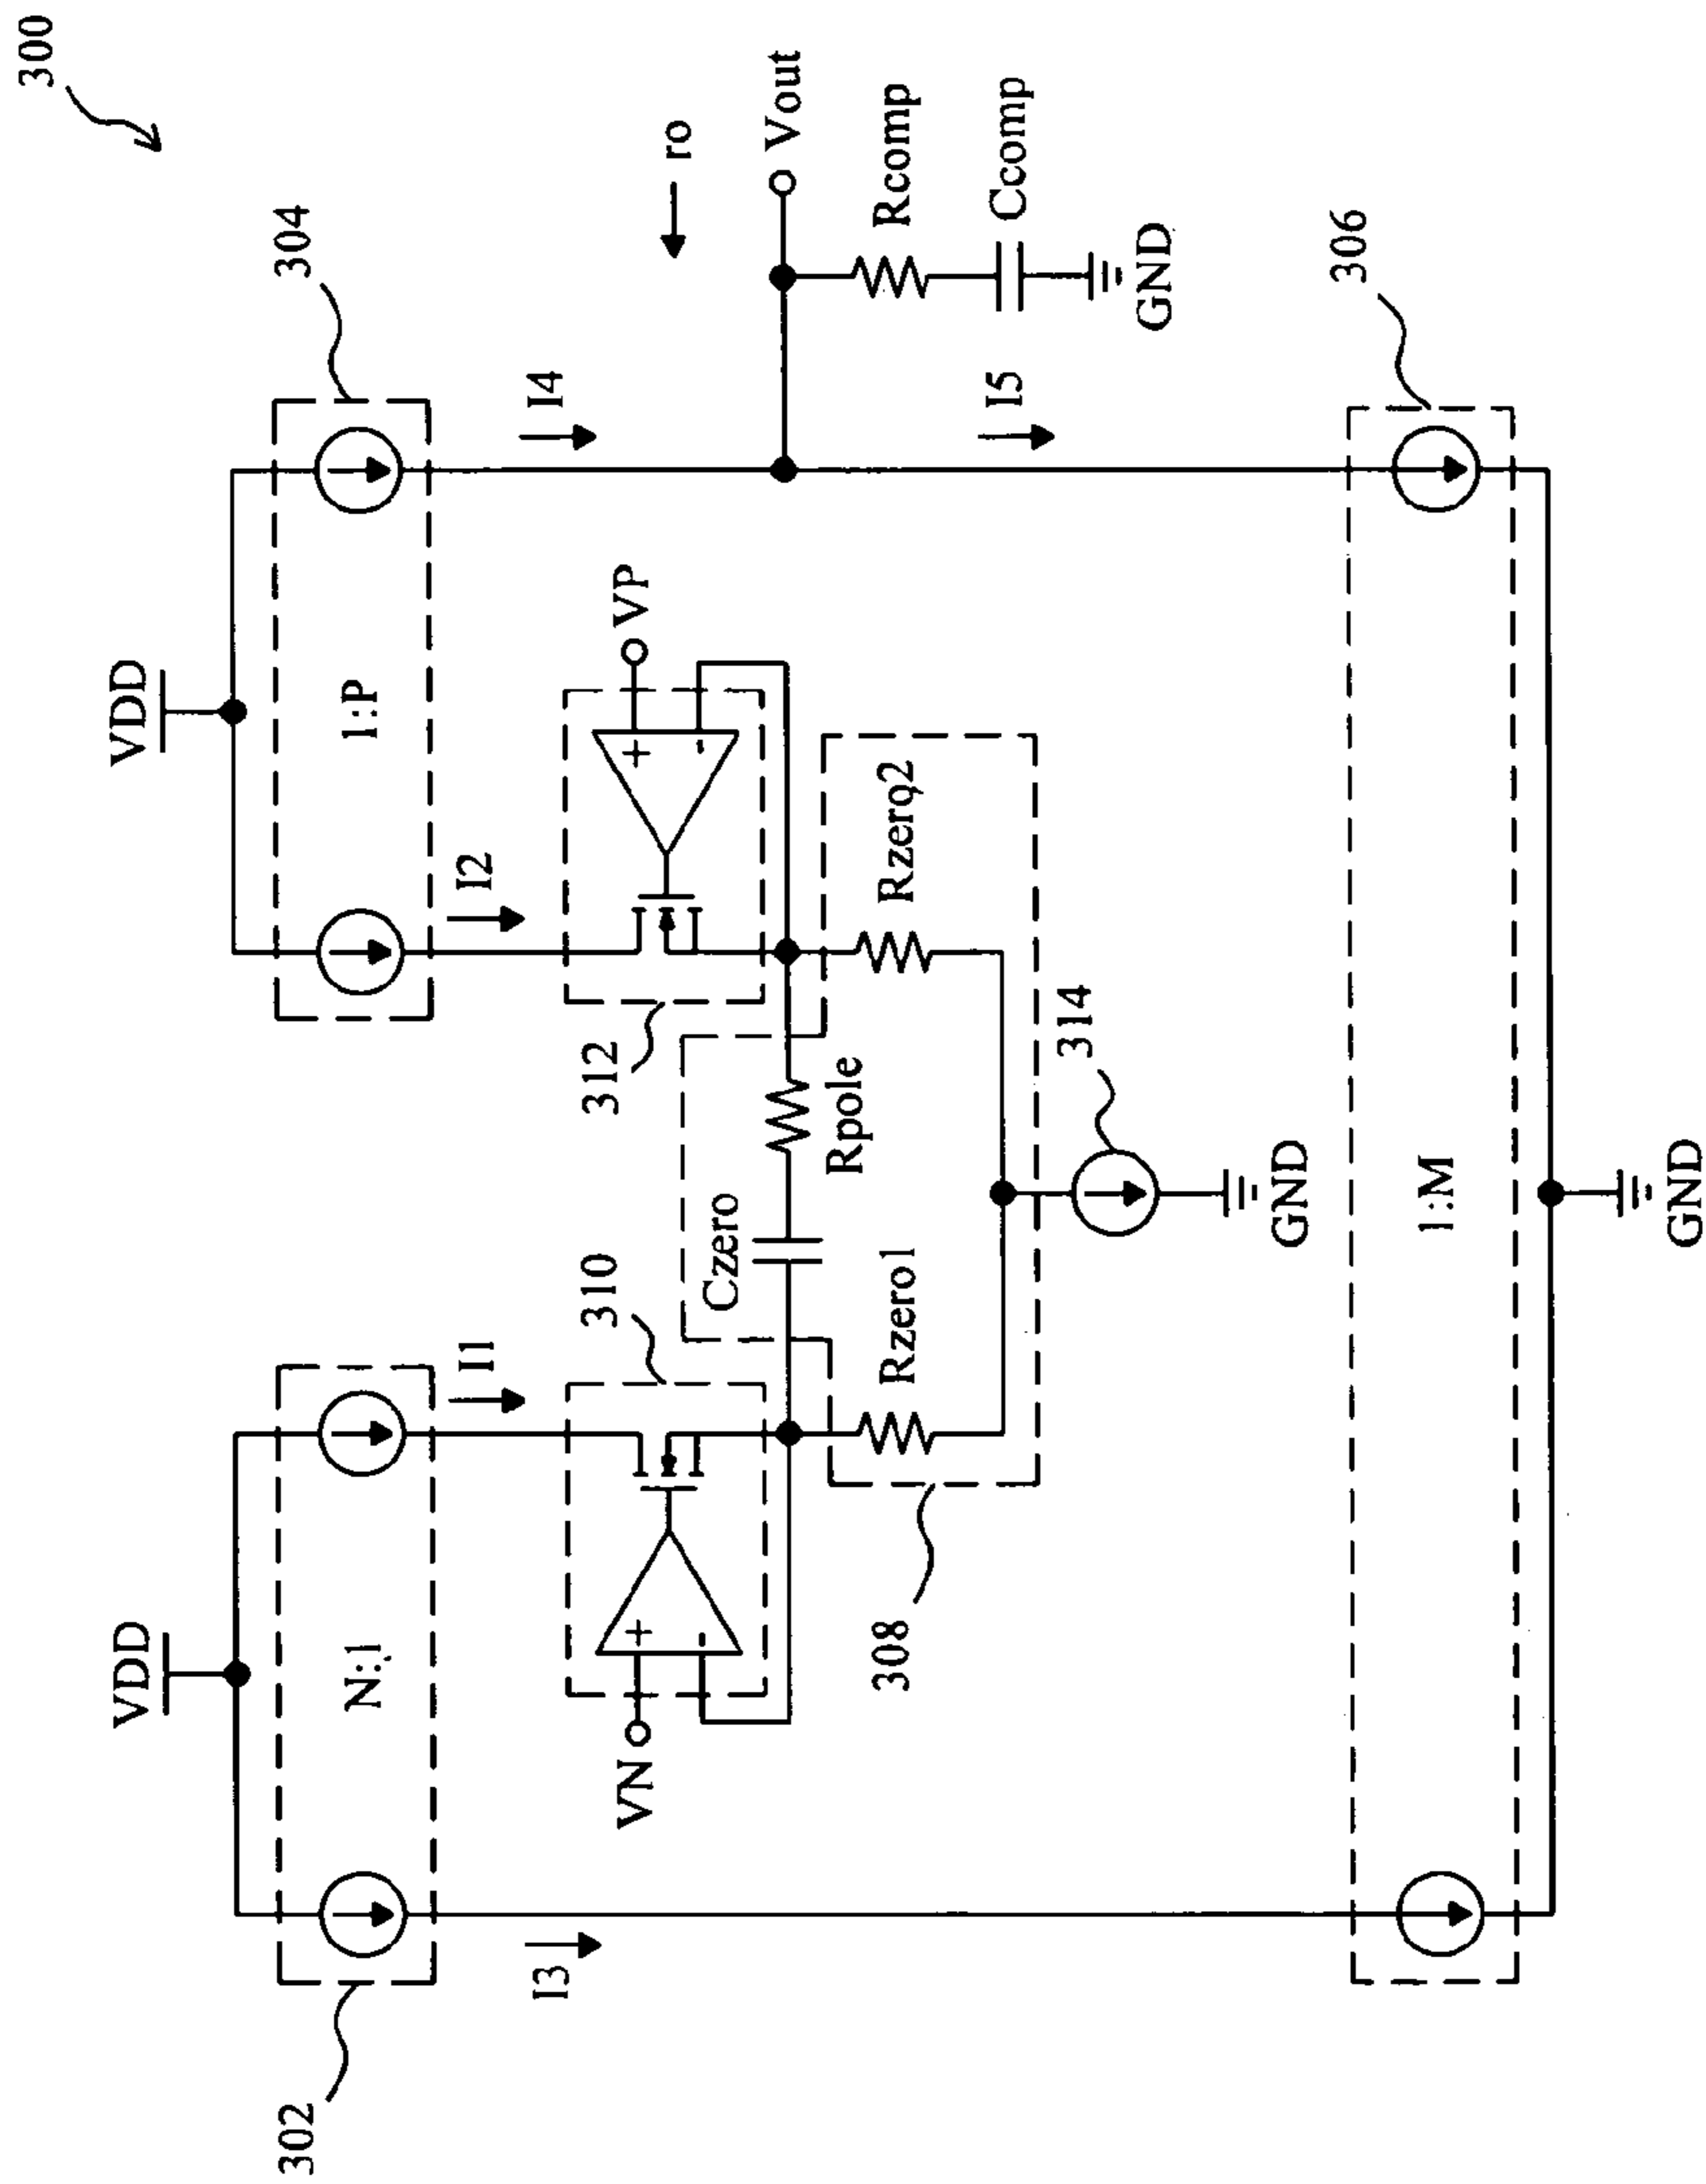 300
VDD
VDD
302
N:1
304
1:P
I1
I2
I3
I4
ro
310
312
VN
+
-
VP
+
-
Vout
Czero
Rpole
Rcomp
308
Rzero1
Rzero2
Ccomp
I5
314
GND
GND
306
1:M
GND